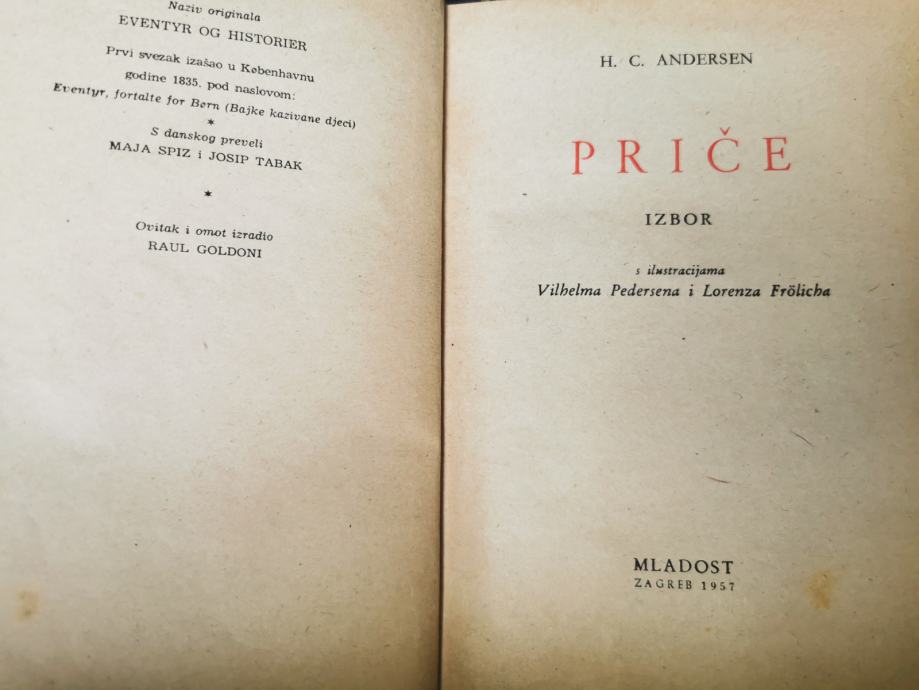 Naziv originala
EVENTYR OG HISTORIER
Prvi svezak izašao u Københavnu
godine 1835. pod naslovom:
Eventyr, fortalte for Børn (Bajke kazivane djeci)
*
S danskog preveli
MAJA SPIZ i JOSIP TABAK
*
Ovitak i omot izradio
RAUL GOLDONI
H. C. ANDERSEN
PRIČE
IZBOR
s ilustracijama
Vilhelma Pedersena i Lorenza Frölicha
MLADOST
ZAGREB 1957